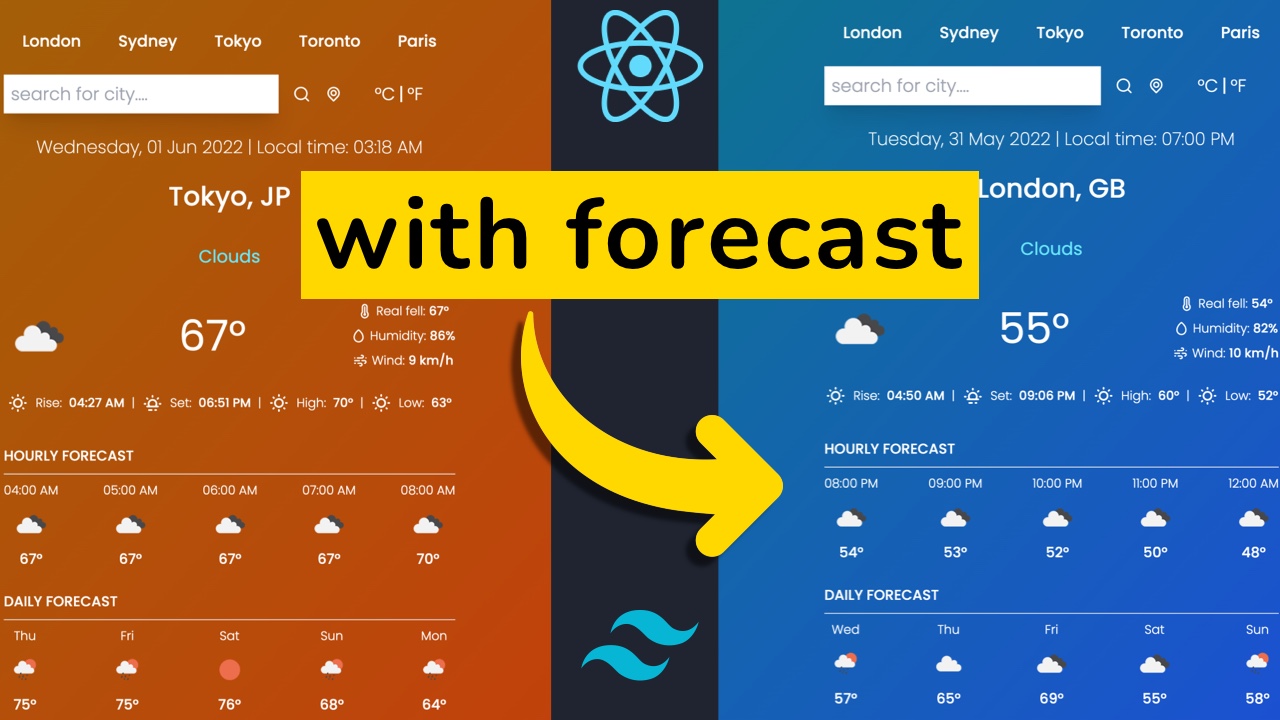 London Sydney Tokyo Toronto Paris
search for city....
°C | °F
Wednesday, 01 Jun 2022 | Local time: 03:18 AM
Tokyo, JP
Clouds
67°
Real fell: 67°
Humidity: 86%
Wind: 9 km/h
Rise: 04:27 AM | Set: 06:51 PM | High: 70° | Low: 63°
HOURLY FORECAST
04:00 AM 05:00 AM 06:00 AM 07:00 AM 08:00 AM
67° 67° 67° 67° 70°
DAILY FORECAST
Thu Fri Sat Sun Mon
75° 75° 76° 68° 64°
with forecast
London Sydney Tokyo Toronto Paris
search for city....
°C | °F
Tuesday, 31 May 2022 | Local time: 07:00 PM
London, GB
Clouds
55°
Real fell: 54°
Humidity: 82%
Wind: 10 km/h
Rise: 04:50 AM | Set: 09:06 PM | High: 60° | Low: 52°
HOURLY FORECAST
08:00 PM 09:00 PM 10:00 PM 11:00 PM 12:00 AM
54° 53° 52° 50° 48°
DAILY FORECAST
Wed Thu Fri Sat Sun
57° 65° 69° 55° 58°